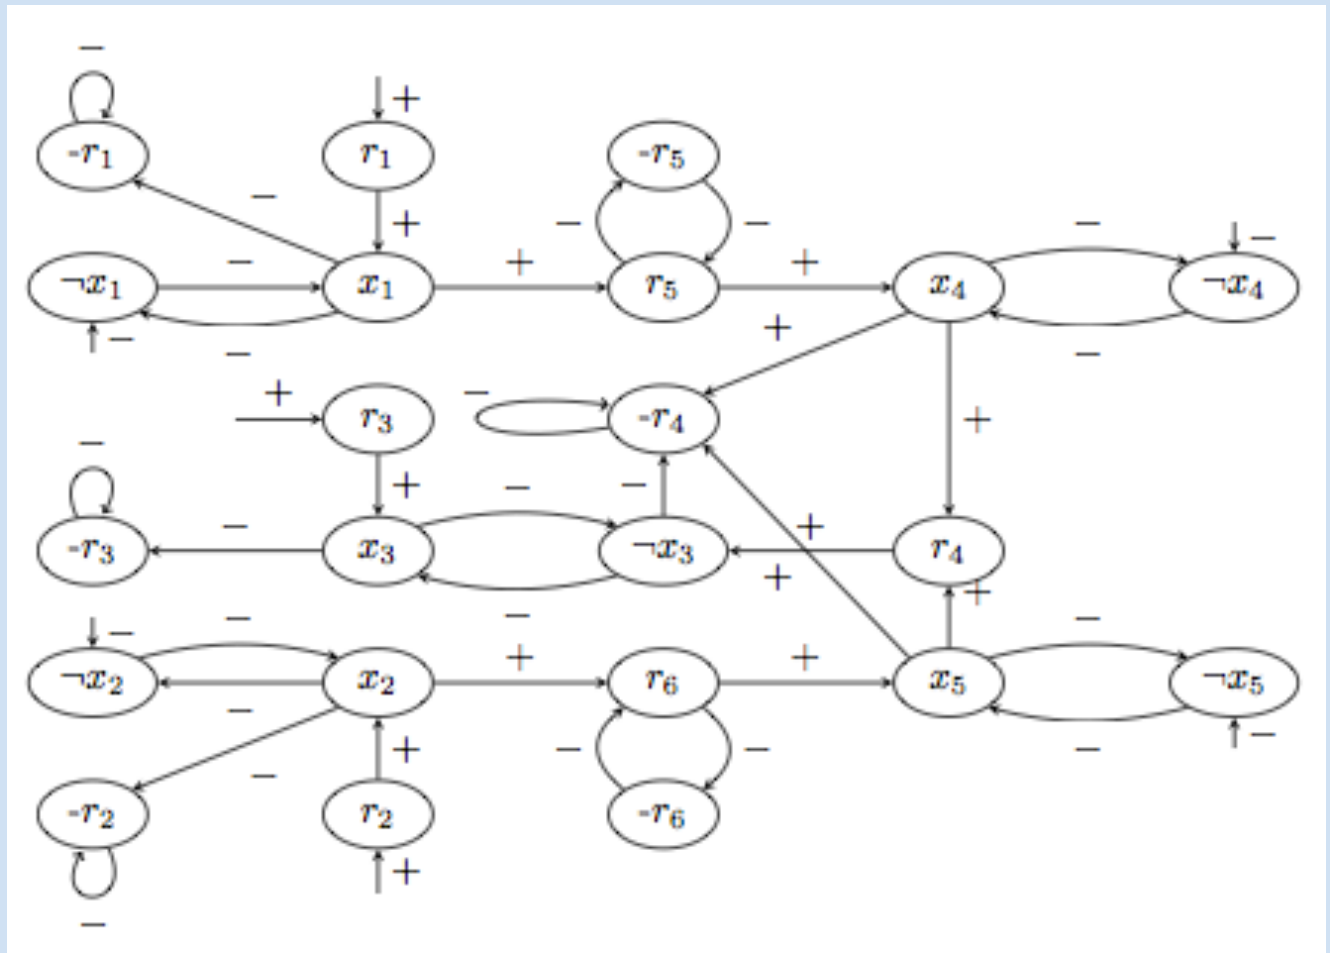 −
+
-r₁ r₁ -r₅
− + − −
− + + − −
¬x₁ x₁ r₅ x₄ ¬x₄
− − + −
+ −
r₃ -r₄ +
− + − −
-r₃ − x₃ ¬x₃ + r₄
+ +
− − − −
¬x₂ x₂ + r₆ + x₅ ¬x₅
− + − − − −
−
-r₂ r₂ -r₆
+
−